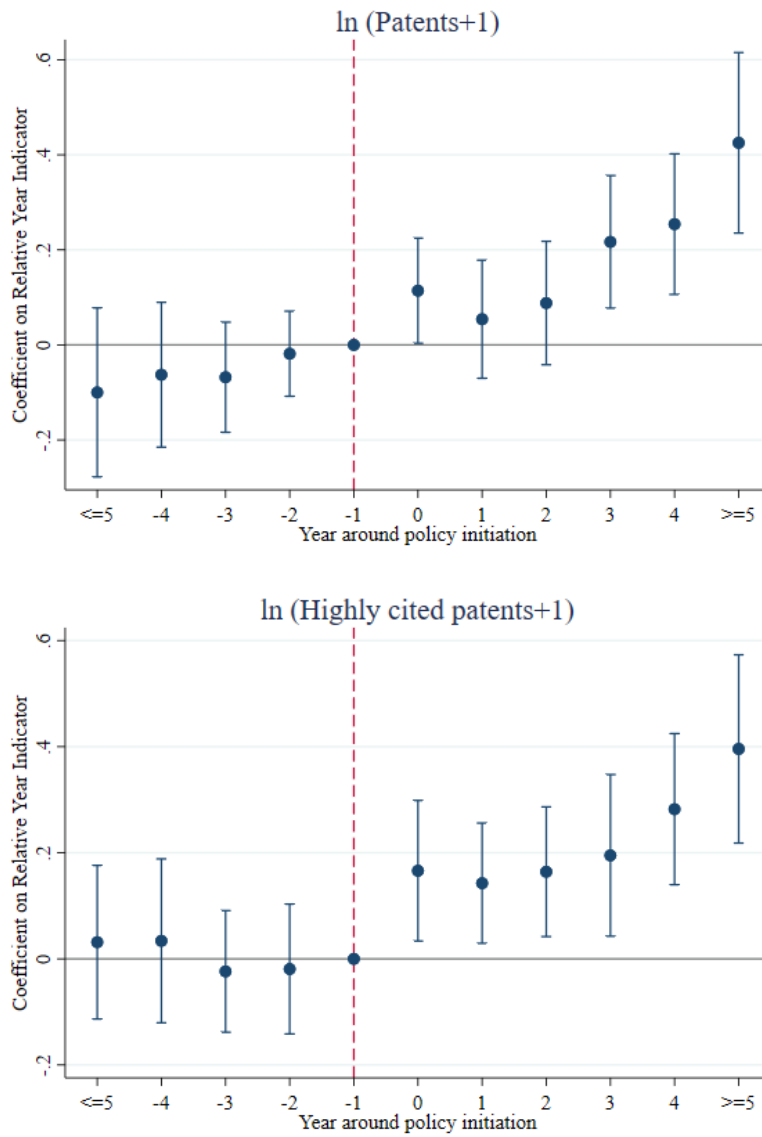 ln (Patents+1)
Coefficient on Relative Year Indicator
.6
.4
.2
0
-.2
<=5 -4 -3 -2 -1 0 1 2 3 4 >=5
Year around policy initiation
ln (Highly cited patents+1)
Coefficient on Relative Year Indicator
.6
.4
.2
0
-.2
<=5 -4 -3 -2 -1 0 1 2 3 4 >=5
Year around policy initiation